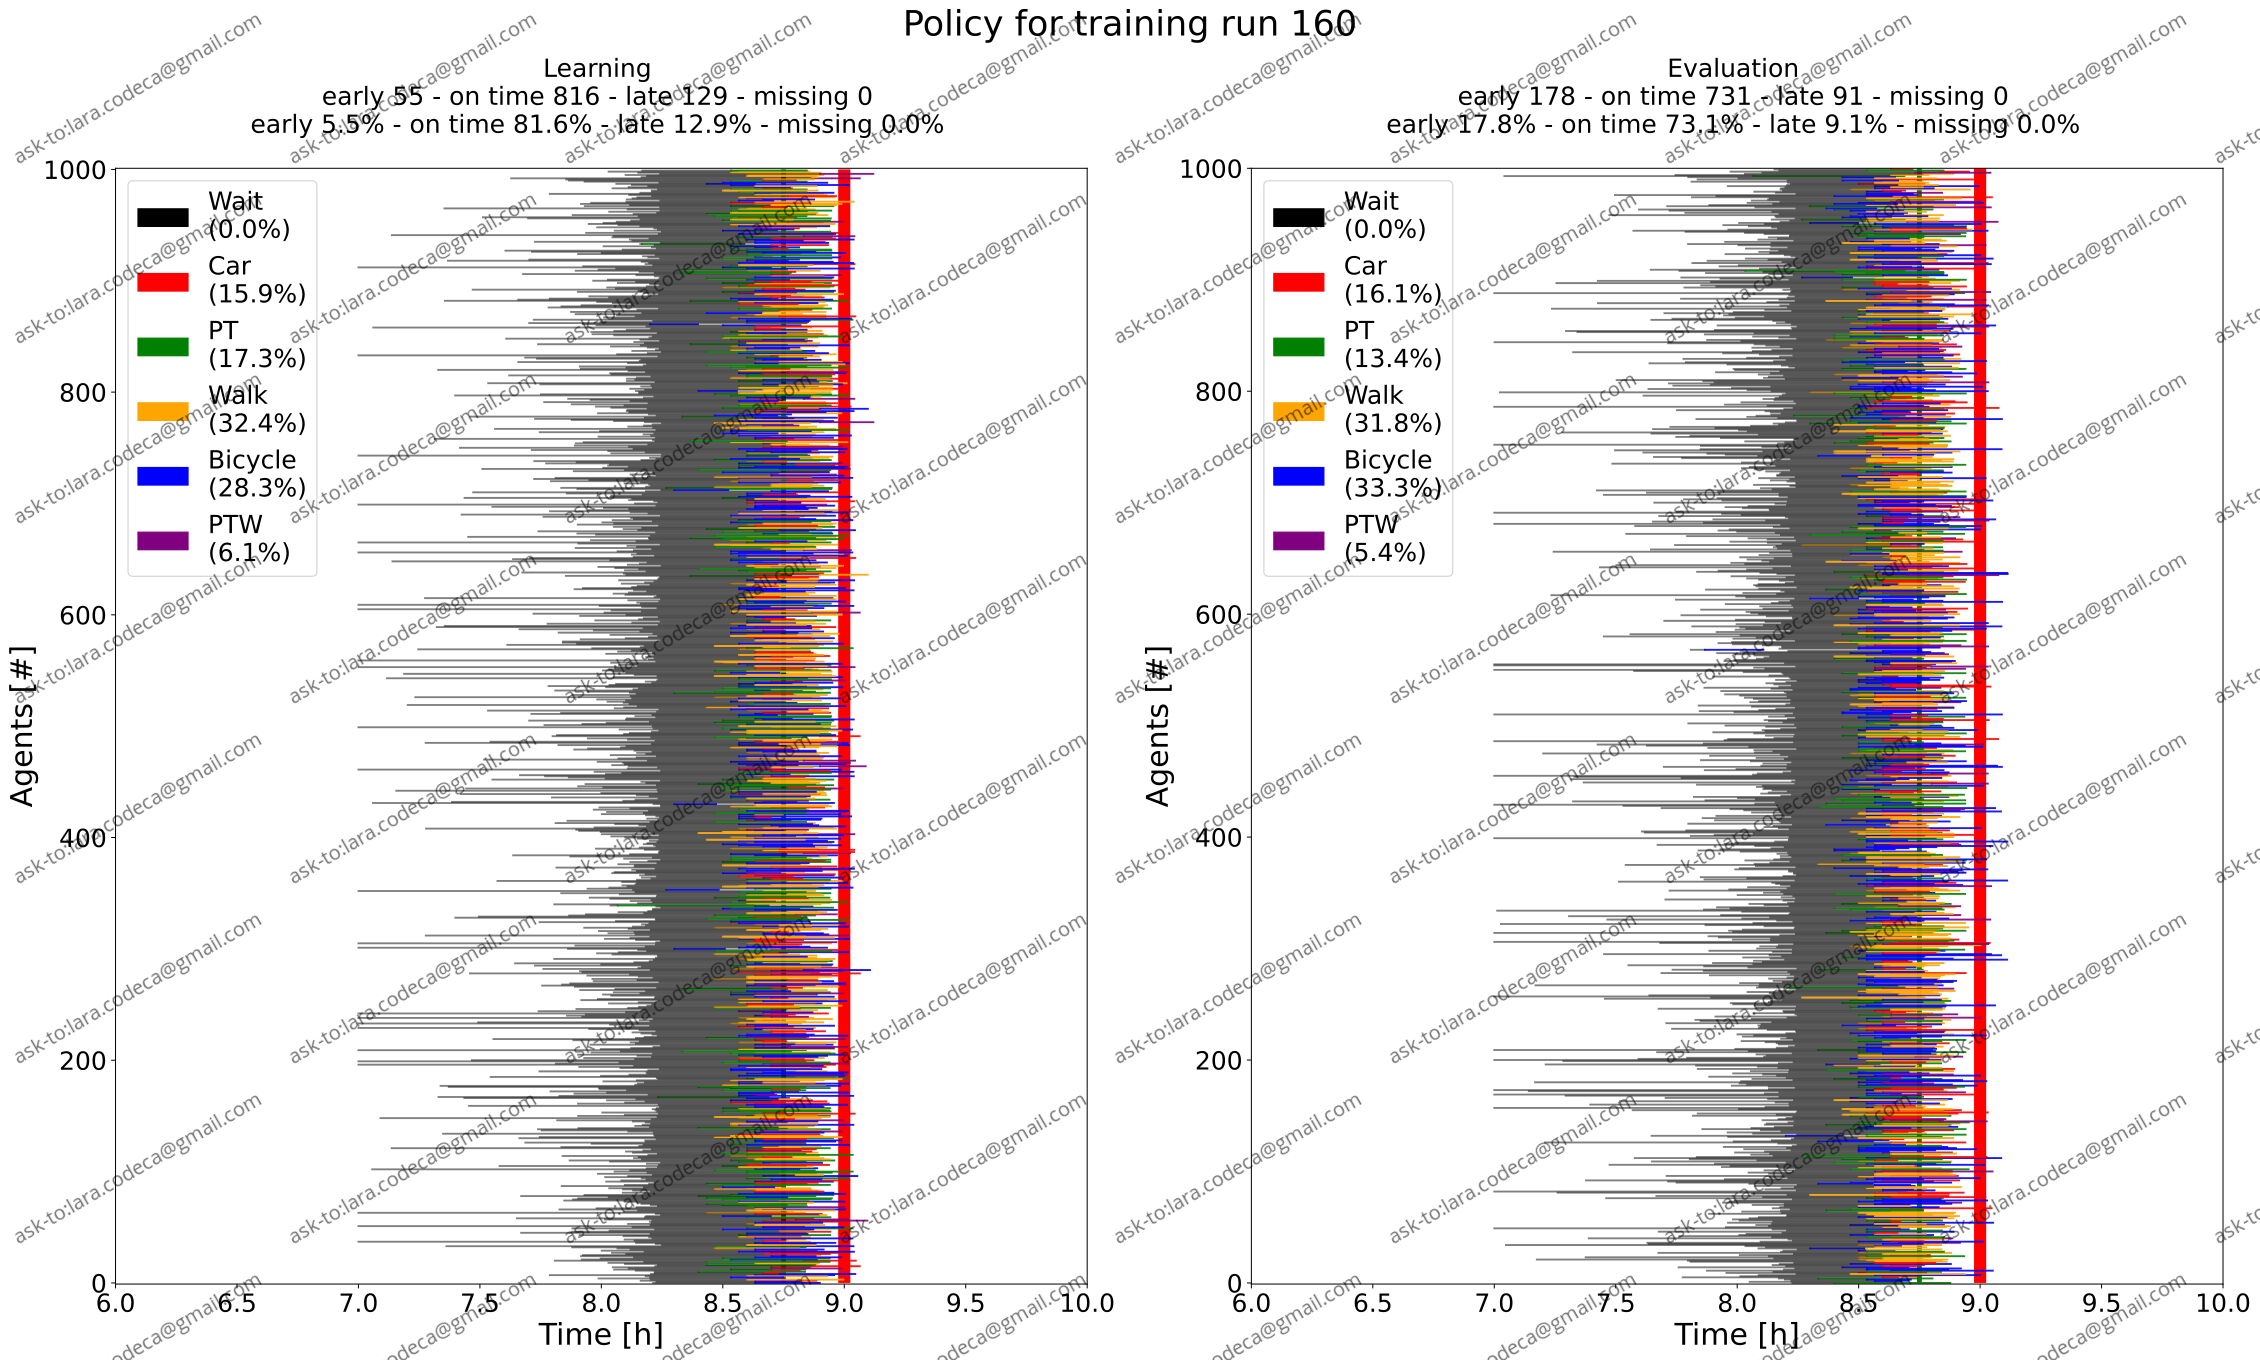 Policy for training run 160
Learning
early 55 - on time 816 - late 129 - missing 0
early 5.5% - on time 81.6% - late 12.9% - missing 0.0%
Evaluation
early 178 - on time 731 - late 91 - missing 0
early 17.8% - on time 73.1% - late 9.1% - missing 0.0%
Wait
(0.0%)
Car
(15.9%)
PT
(17.3%)
Walk
(32.4%)
Bicycle
(28.3%)
PTW
(6.1%)
1000
800
600
400
200
0
Agents [#]
6.0 6.5 7.0 7.5 8.0 8.5 9.0 9.5 10.0
Time [h]
Wait
(0.0%)
Car
(16.1%)
PT
(13.4%)
Walk
(31.8%)
Bicycle
(33.3%)
PTW
(5.4%)
1000
800
600
400
200
0
Agents [#]
6.0 6.5 7.0 7.5 8.0 8.5 9.0 9.5 10.0
Time [h]
ask-to:lara.codeca@gmail.com